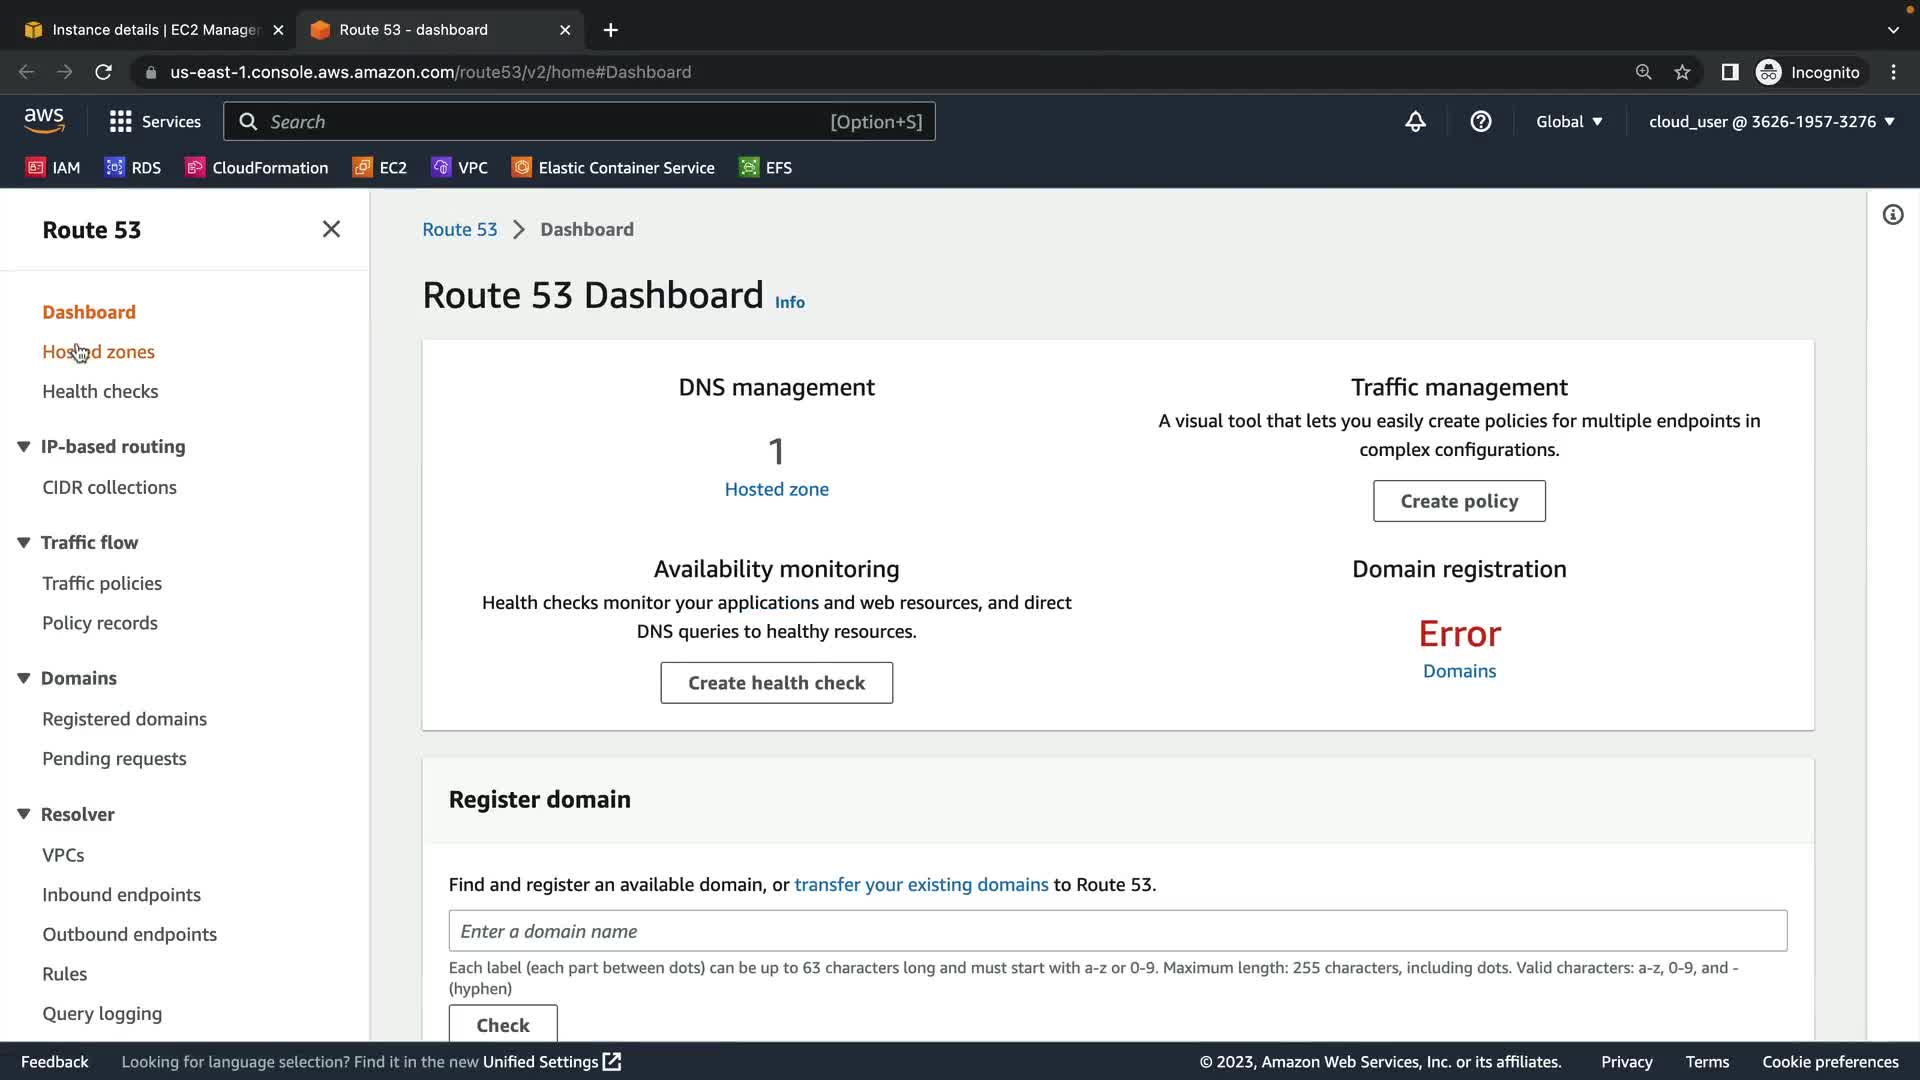 Instance details | EC2 Manager
Route 53 - dashboard
us-east-1.console.aws.amazon.com/route53/v2/home#Dashboard
Incognito
aws
Services
Search
[Option+S]
Global
cloud_user @ 3626-1957-3276
IAM
RDS
CloudFormation
EC2
VPC
Elastic Container Service
EFS
Route 53
Dashboard
Hosted zones
Health checks
IP-based routing
CIDR collections
Traffic flow
Traffic policies
Policy records
Domains
Registered domains
Pending requests
Resolver
VPCs
Inbound endpoints
Outbound endpoints
Rules
Query logging
Route 53 > Dashboard
Route 53 Dashboard Info
DNS management
1
Hosted zone
Traffic management
A visual tool that lets you easily create policies for multiple endpoints in
complex configurations.
Create policy
Availability monitoring
Health checks monitor your applications and web resources, and direct
DNS queries to healthy resources.
Create health check
Domain registration
Error
Domains
Register domain
Find and register an available domain, or transfer your existing domains to Route 53.
Enter a domain name
Each label (each part between dots) can be up to 63 characters long and must start with a-z or 0-9. Maximum length: 255 characters, including dots. Valid characters: a-z, 0-9, and -
(hyphen)
Check
Feedback
Looking for language selection? Find it in the new Unified Settings
© 2023, Amazon Web Services, Inc. or its affiliates.
Privacy
Terms
Cookie preferences